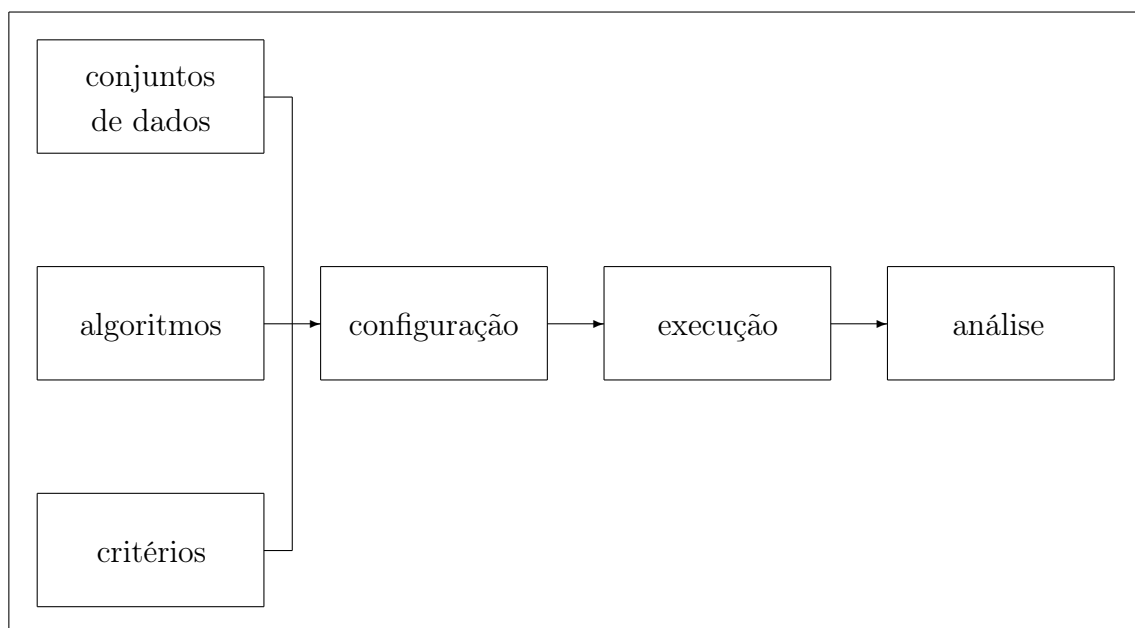 conjuntos
de dados
algoritmos
configuração
execução
análise
critérios